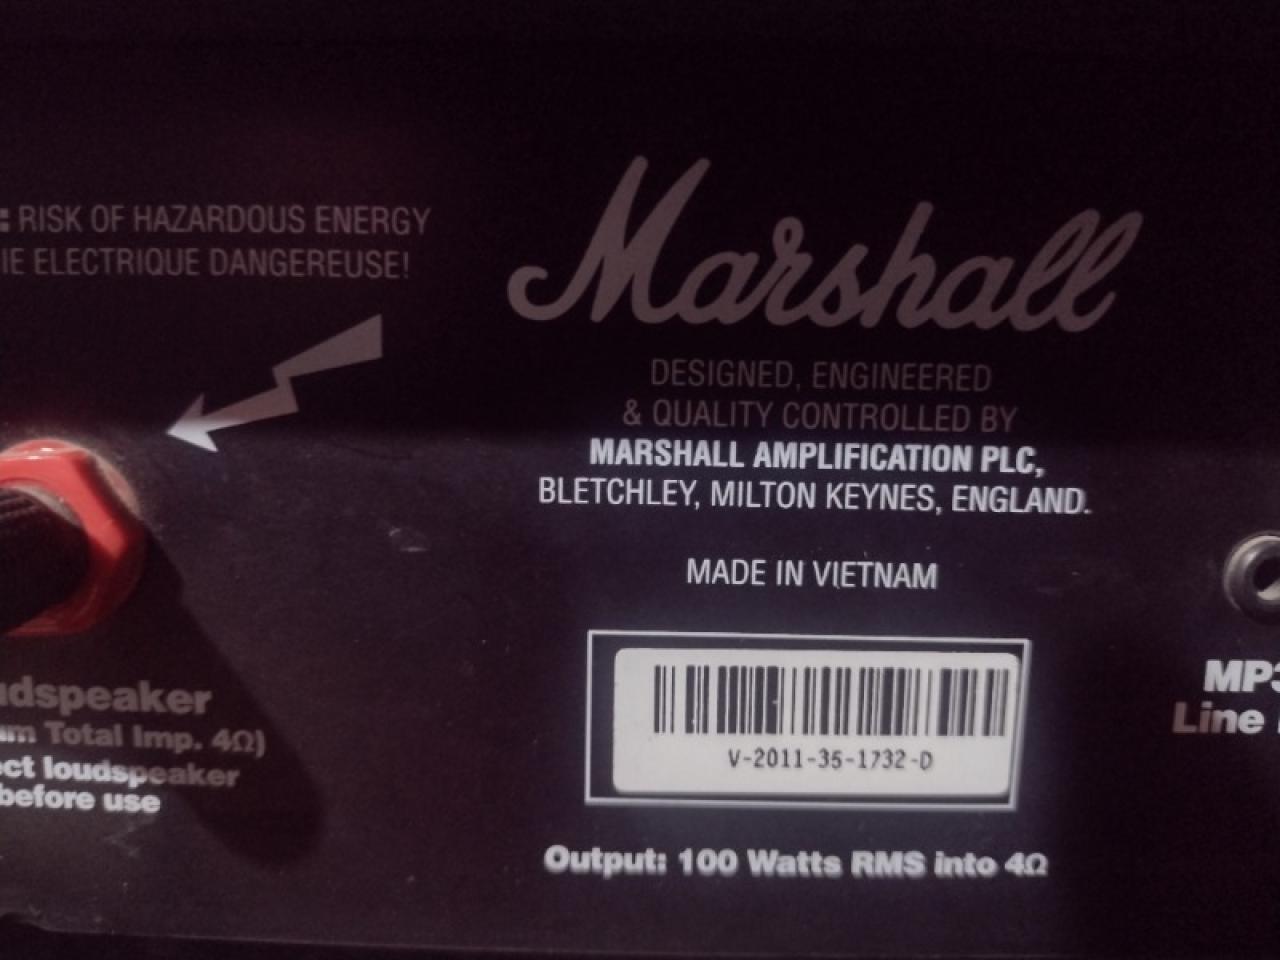 : RISK OF HAZARDOUS ENERGY
IE ELECTRIQUE DANGEREUSE!
Marshall
DESIGNED, ENGINEERED
& QUALITY CONTROLLED BY
MARSHALL AMPLIFICATION PLC,
BLETCHLEY, MILTON KEYNES, ENGLAND.
MADE IN VIETNAM
V-2011-35-1732-D
Output: 100 Watts RMS into 4Ω
udspeaker
um Total Imp. 4Ω)
ect loudspeaker
before use
MP3
Line